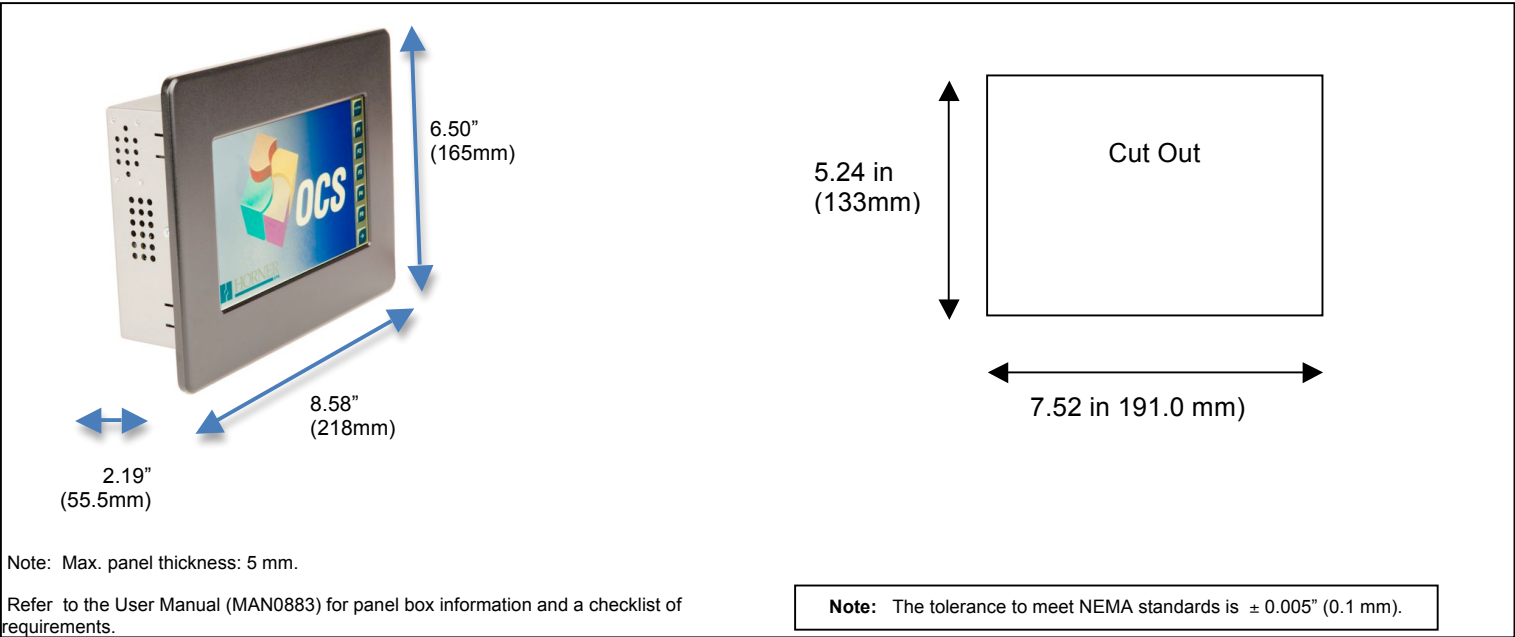 6.50”
(165mm)
OCS
HORNER
8.58”
(218mm)
2.19”
(55.5mm)
Cut Out
5.24 in
(133mm)
7.52 in 191.0 mm)
Note: Max. panel thickness: 5 mm.
Refer to the User Manual (MAN0883) for panel box information and a checklist of
requirements.
Note: The tolerance to meet NEMA standards is ± 0.005” (0.1 mm).